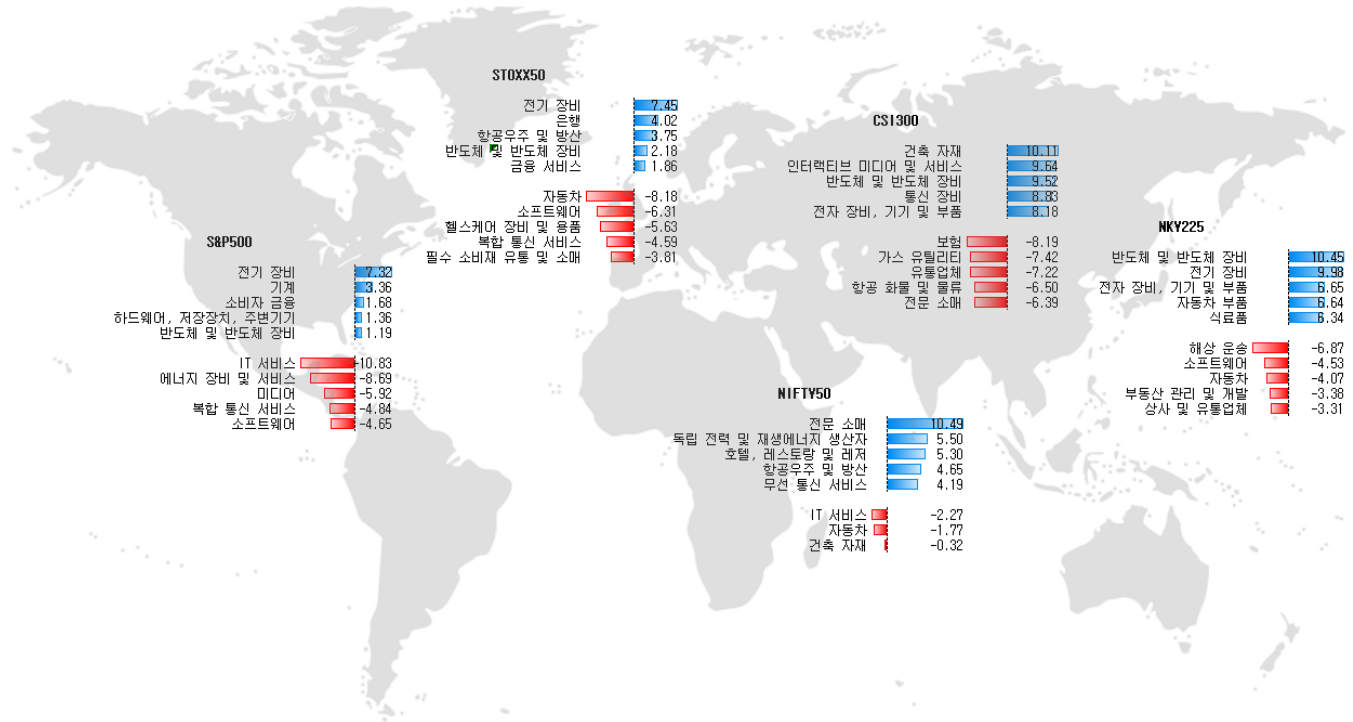 STOXX50
전기 장비 7.45
은행 4.02
항공우주 및 방산 3.75
반도체 및 반도체 장비 2.18
금융 서비스 1.86
자동차 -8.18
소프트웨어 -6.31
헬스케어 장비 및 용품 -5.63
복합 통신 서비스 -4.59
필수 소비재 유통 및 소매 -3.81
CSI300
건축 자재 10.11
인터랙티브 미디어 및 서비스 9.64
반도체 및 반도체 장비 9.52
통신 장비 8.83
전자 장비, 기기 및 부품 8.18
보험 -8.19
가스 유틸리티 -7.42
유통업체 -7.22
항공 화물 및 물류 -6.50
전문 소매 -6.39
NKY225
반도체 및 반도체 장비 10.45
전기 장비 9.98
전자 장비, 기기 및 부품 6.65
자동차 부품 6.64
식료품 6.34
해상 운송 -6.87
소프트웨어 -4.53
자동차 -4.07
부동산 관리 및 개발 -3.38
상사 및 유통업체 -3.31
S&P500
전기 장비 7.32
기계 3.36
소비자 금융 1.68
하드웨어, 저장장치, 주변기기 1.36
반도체 및 반도체 장비 1.19
IT 서비스 -10.83
에너지 장비 및 서비스 -8.69
미디어 -5.92
복합 통신 서비스 -4.84
소프트웨어 -4.65
NIFTY50
전문 소매 10.49
독립 전력 및 재생에너지 생산자 5.50
호텔, 레스토랑 및 레저 5.30
항공우주 및 방산 4.65
무선 통신 서비스 4.19
IT 서비스 -2.27
자동차 -1.77
건축 자재 -0.32